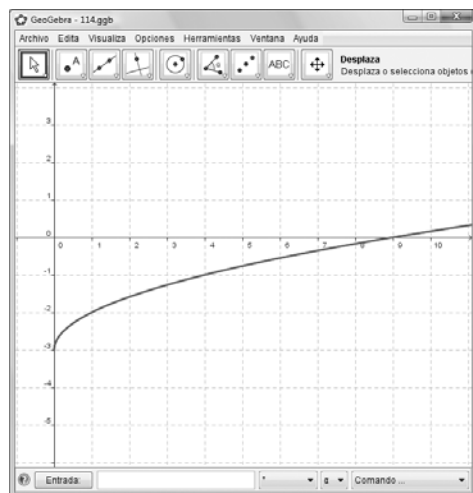 GeoGebra - 114.ggb
Archivo Edita Visualiza Opciones Herramientas Ventana Ayuda
A
ABC
Desplaza
Desplaza o selecciona objetos
3
2
1
0
0 1 2 3 4 5 6 7 8 9 10
-1
-2
-3
-4
-5
Entrada:
α
Comando ...